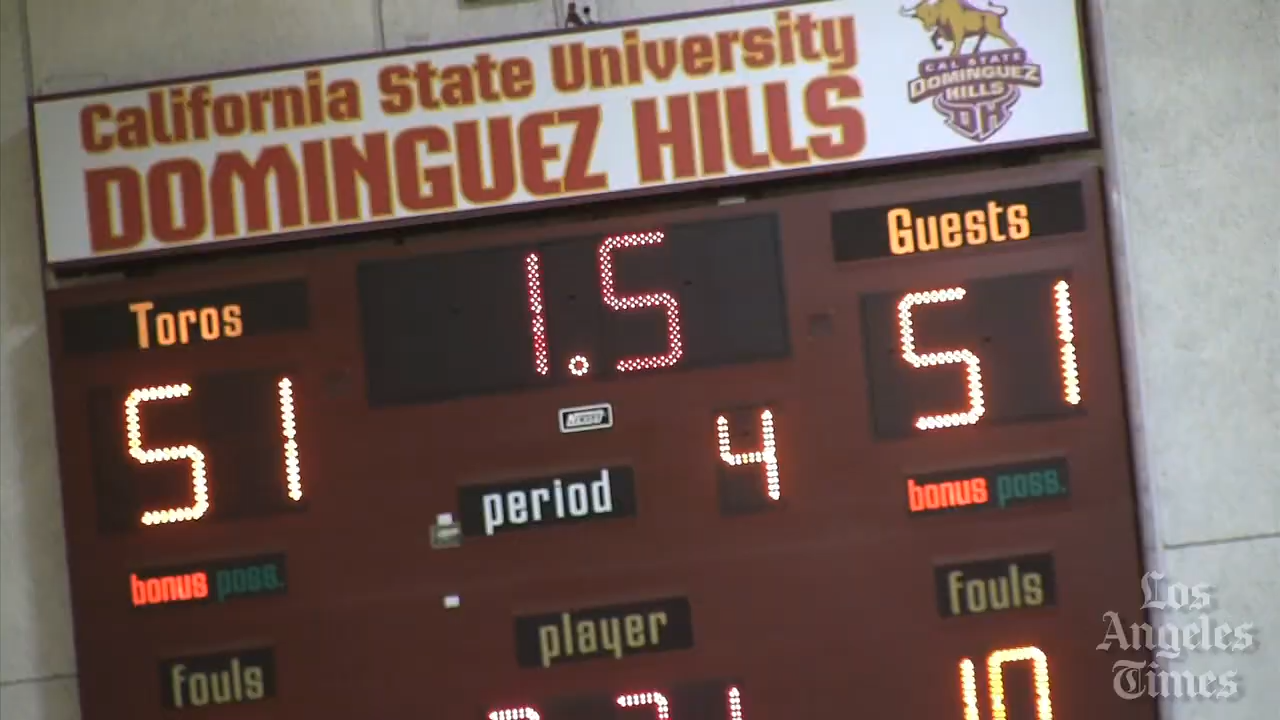 California State University
DOMINGUEZ HILLS
CAL STATE
DOMINGUEZ
HILLS
DH
Toros
1.5
Guests
51
51
period
4
bonus poss.
bonus poss.
player
fouls
fouls
10
Los
Angeles
Times